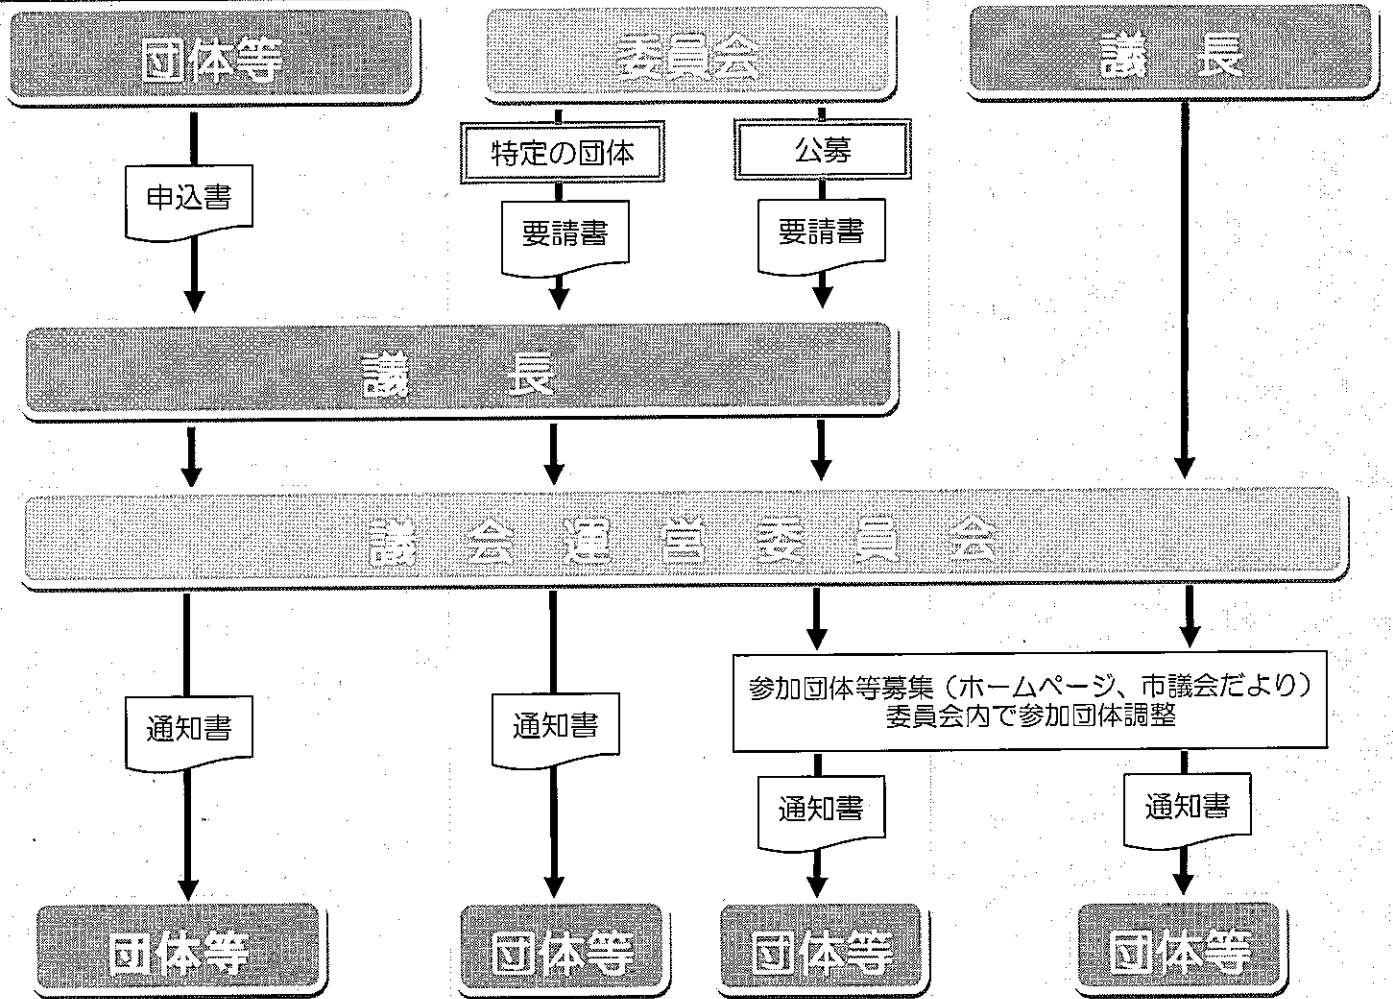 団体等
委員会
議長
特定の団体
公募
申込書
要請書
要請書
議長
議会運営委員会
参加団体等募集（ホームページ、市議会だより）
委員会内で参加団体調整
通知書
通知書
通知書
通知書
団体等
団体等
団体等
団体等